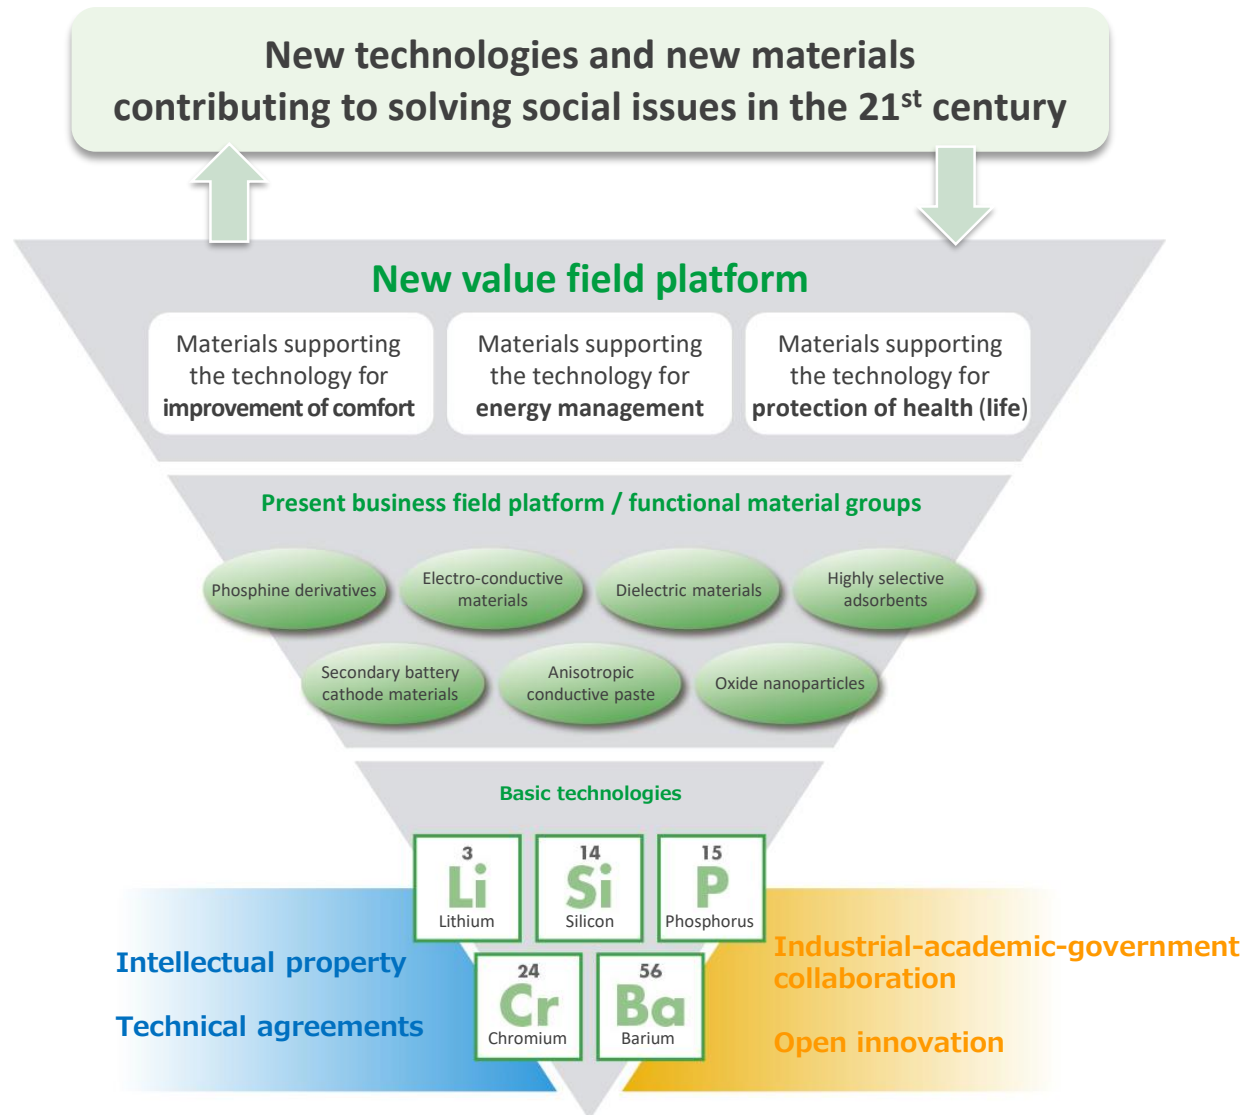 New technologies and new materials
contributing to solving social issues in the 21st century
New value field platform
Materials supporting
the technology for
improvement of comfort
Materials supporting
the technology for
energy management
Materials supporting
the technology for
protection of health (life)
Present business field platform / functional material groups
Phosphine derivatives
Electro-conductive
materials
Dielectric materials
Highly selective
adsorbents
Secondary battery
cathode materials
Anisotropic
conductive paste
Oxide nanoparticles
Basic technologies
3
Li
Lithium
14
Si
Silicon
15
P
Phosphorus
24
Cr
Chromium
56
Ba
Barium
Intellectual property
Technical agreements
Industrial-academic-government
collaboration
Open innovation